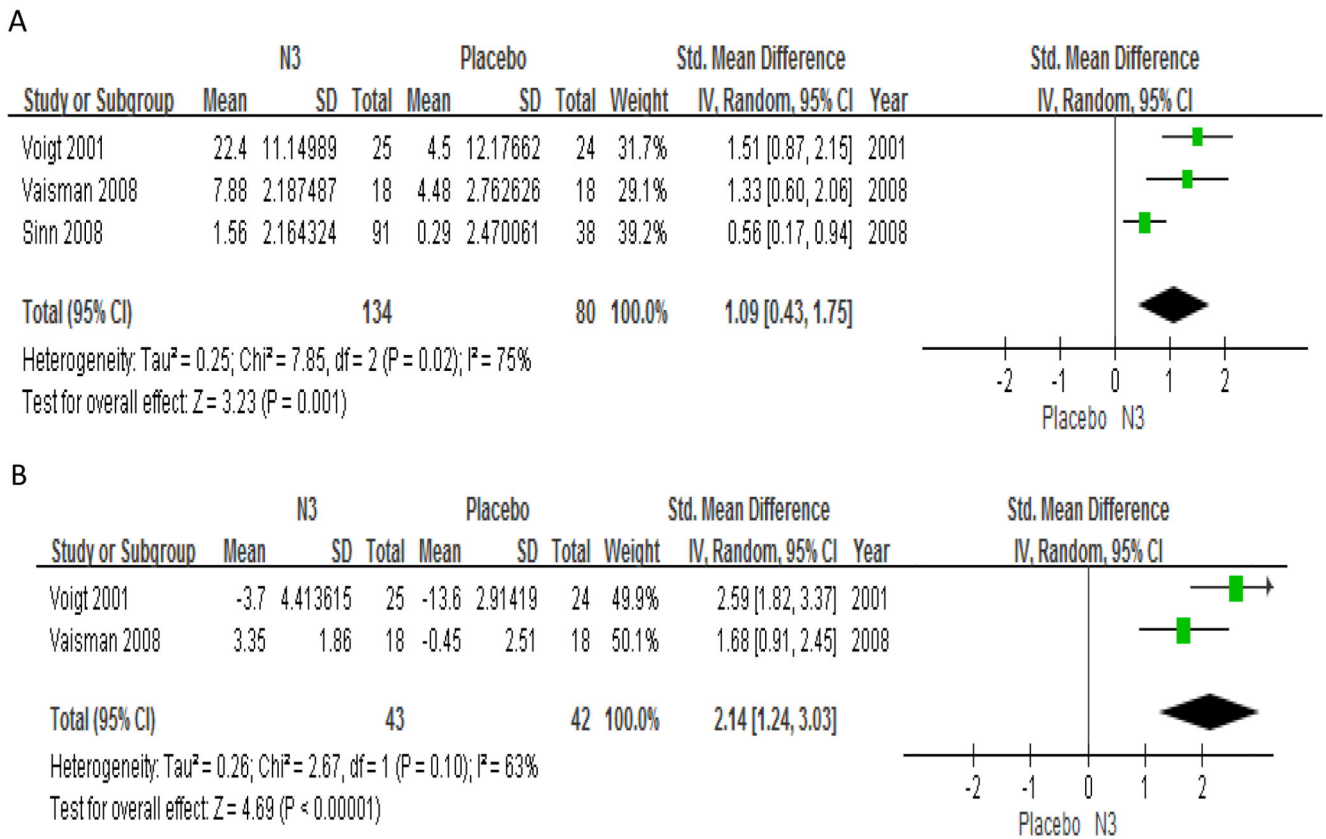 A
N3 Placebo Std. Mean Difference Std. Mean Difference
Study or Subgroup Mean SD Total Mean SD Total Weight IV, Random, 95% CI Year IV, Random, 95% CI
Voigt 2001 22.4 11.14989 25 4.5 12.17662 24 31.7% 1.51 [0.87, 2.15] 2001
Vaisman 2008 7.88 2.187487 18 4.48 2.762626 18 29.1% 1.33 [0.60, 2.06] 2008
Sinn 2008 1.56 2.164324 91 0.29 2.470061 38 39.2% 0.56 [0.17, 0.94] 2008
Total (95% CI) 134 80 100.0% 1.09 [0.43, 1.75]
Heterogeneity: Tau² = 0.25; Chi² = 7.85, df = 2 (P = 0.02); I² = 75%
Test for overall effect: Z = 3.23 (P = 0.001)
-2 -1 0 1 2
Placebo N3
B
N3 Placebo Std. Mean Difference Std. Mean Difference
Study or Subgroup Mean SD Total Mean SD Total Weight IV, Random, 95% CI Year IV, Random, 95% CI
Voigt 2001 -3.7 4.413615 25 -13.6 2.91419 24 49.9% 2.59 [1.82, 3.37] 2001
Vaisman 2008 3.35 1.86 18 -0.45 2.51 18 50.1% 1.68 [0.91, 2.45] 2008
Total (95% CI) 43 42 100.0% 2.14 [1.24, 3.03]
Heterogeneity: Tau² = 0.26; Chi² = 2.67, df = 1 (P = 0.10); I² = 63%
Test for overall effect: Z = 4.69 (P < 0.00001)
-2 -1 0 1 2
Placebo N3